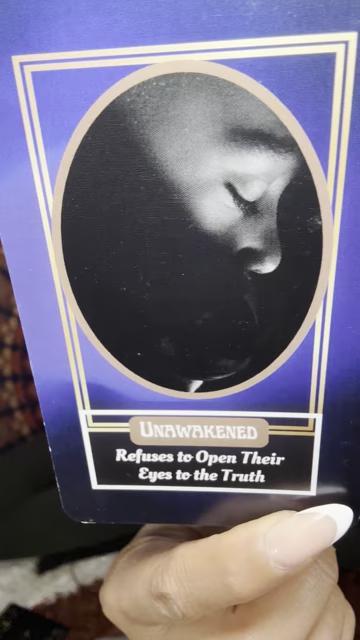 UNAWAKENED
Refuses to Open Their
Eyes to the Truth